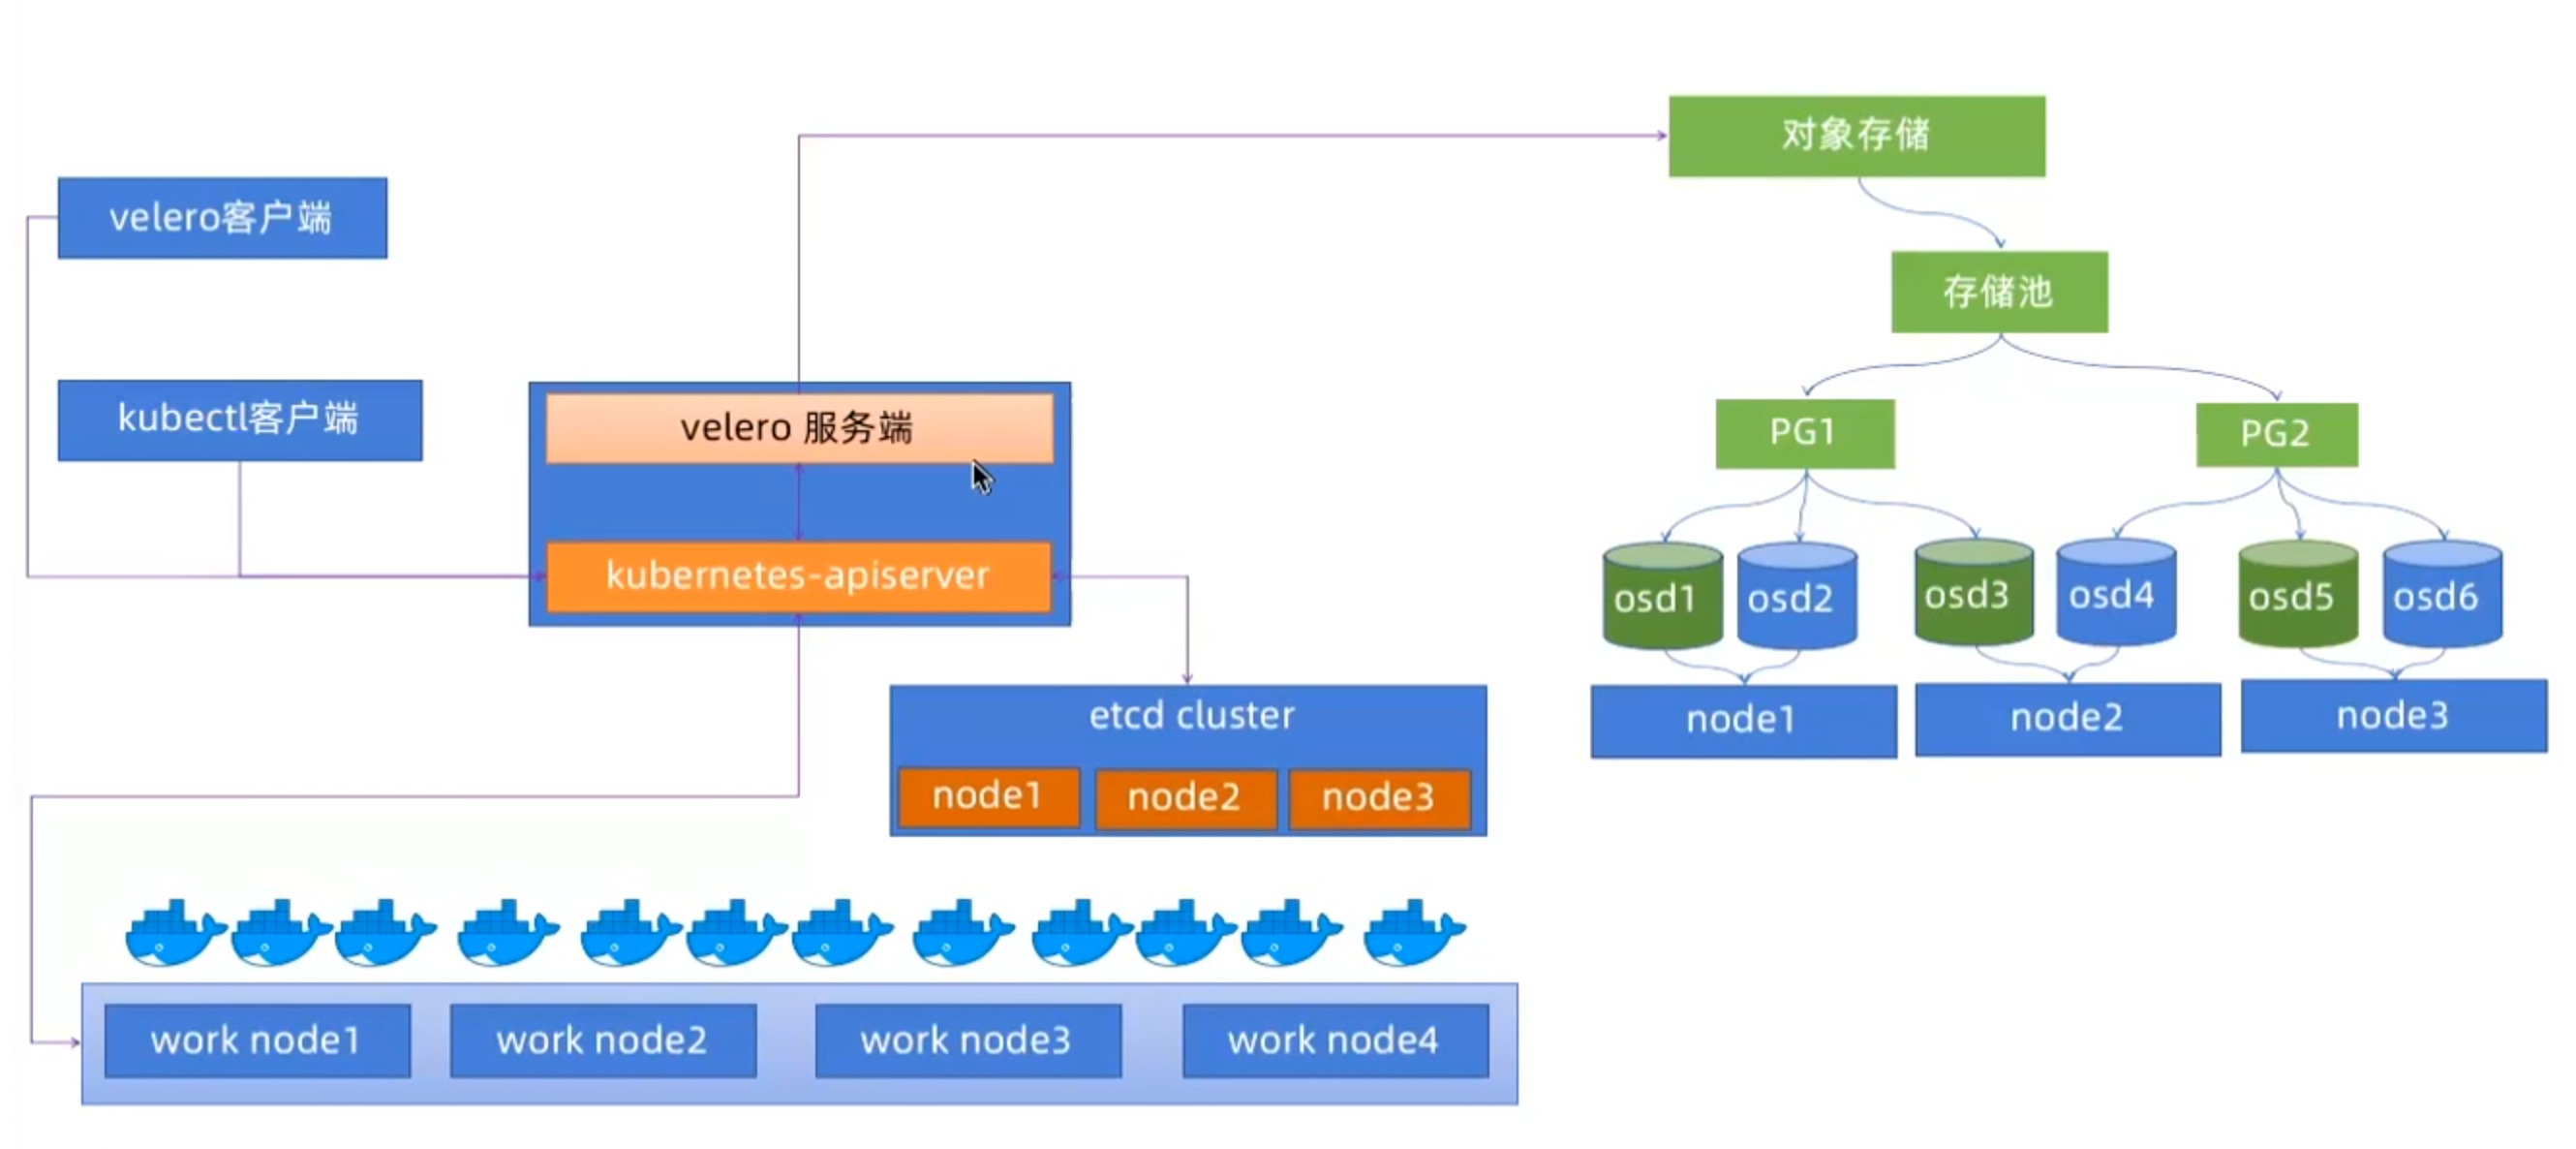 对象存储
velero客户端
存储池
kubectl客户端
velero 服务端
PG1
PG2
kubernetes-apiserver
osd1
osd2
osd3
osd4
osd5
osd6
etcd cluster
node1
node2
node3
node1
node2
node3
work node1
work node2
work node3
work node4